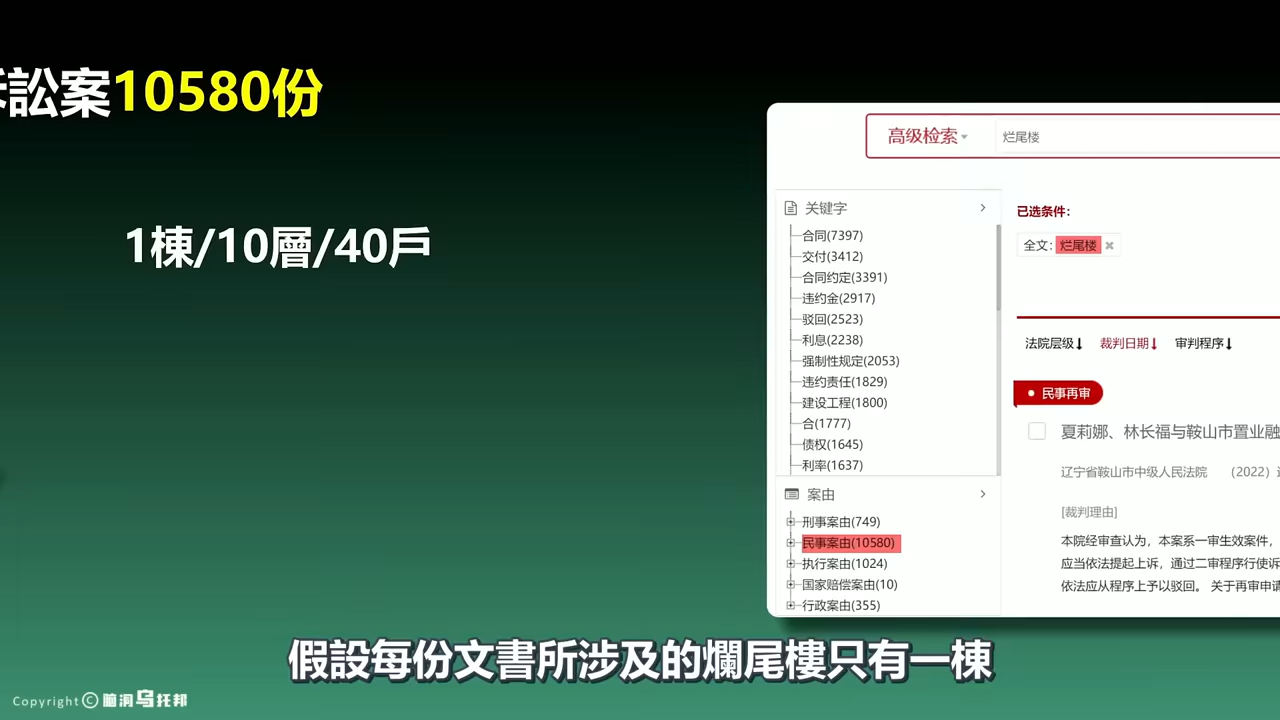 訟案10580份
1棟/10層/40戶
高级检索
烂尾楼
关键字
合同(7397)
交付(3412)
合同约定(3391)
违约金(2917)
驳回(2523)
利息(2238)
强制性规定(2053)
违约责任(1829)
建设工程(1800)
合(1777)
债权(1645)
利率(1637)
案由
刑事案由(749)
民事案由(10580)
执行案由(1024)
国家赔偿案由(10)
行政案由(355)
已选条件：
全文：烂尾楼
法院层级 裁判日期 审判程序
民事再审
夏莉娜、林长福与鞍山市置业融
辽宁省鞍山市中级人民法院 （2022）
[裁判理由]
本院经审查认为，本案系一审生效案件，
应当依法提起上诉，通过二审程序行使诉
依法应从程序上予以驳回。 关于再审申请
假設每份文書所涉及的爛尾樓只有一棟
Copyright 腦洞烏托邦